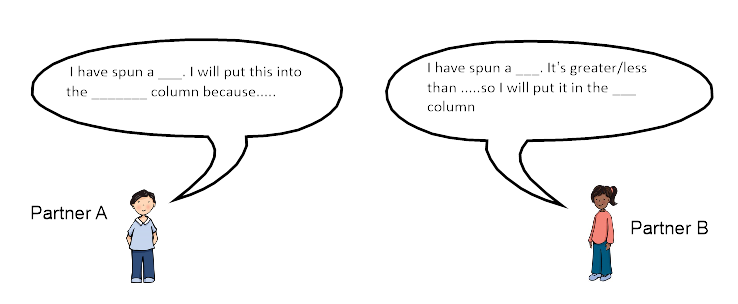 I have spun a ___. I will put this into
the _______ column because.....
I have spun a ___. It's greater/less
than .....so I will put it in the ___
column
Partner A
Partner B